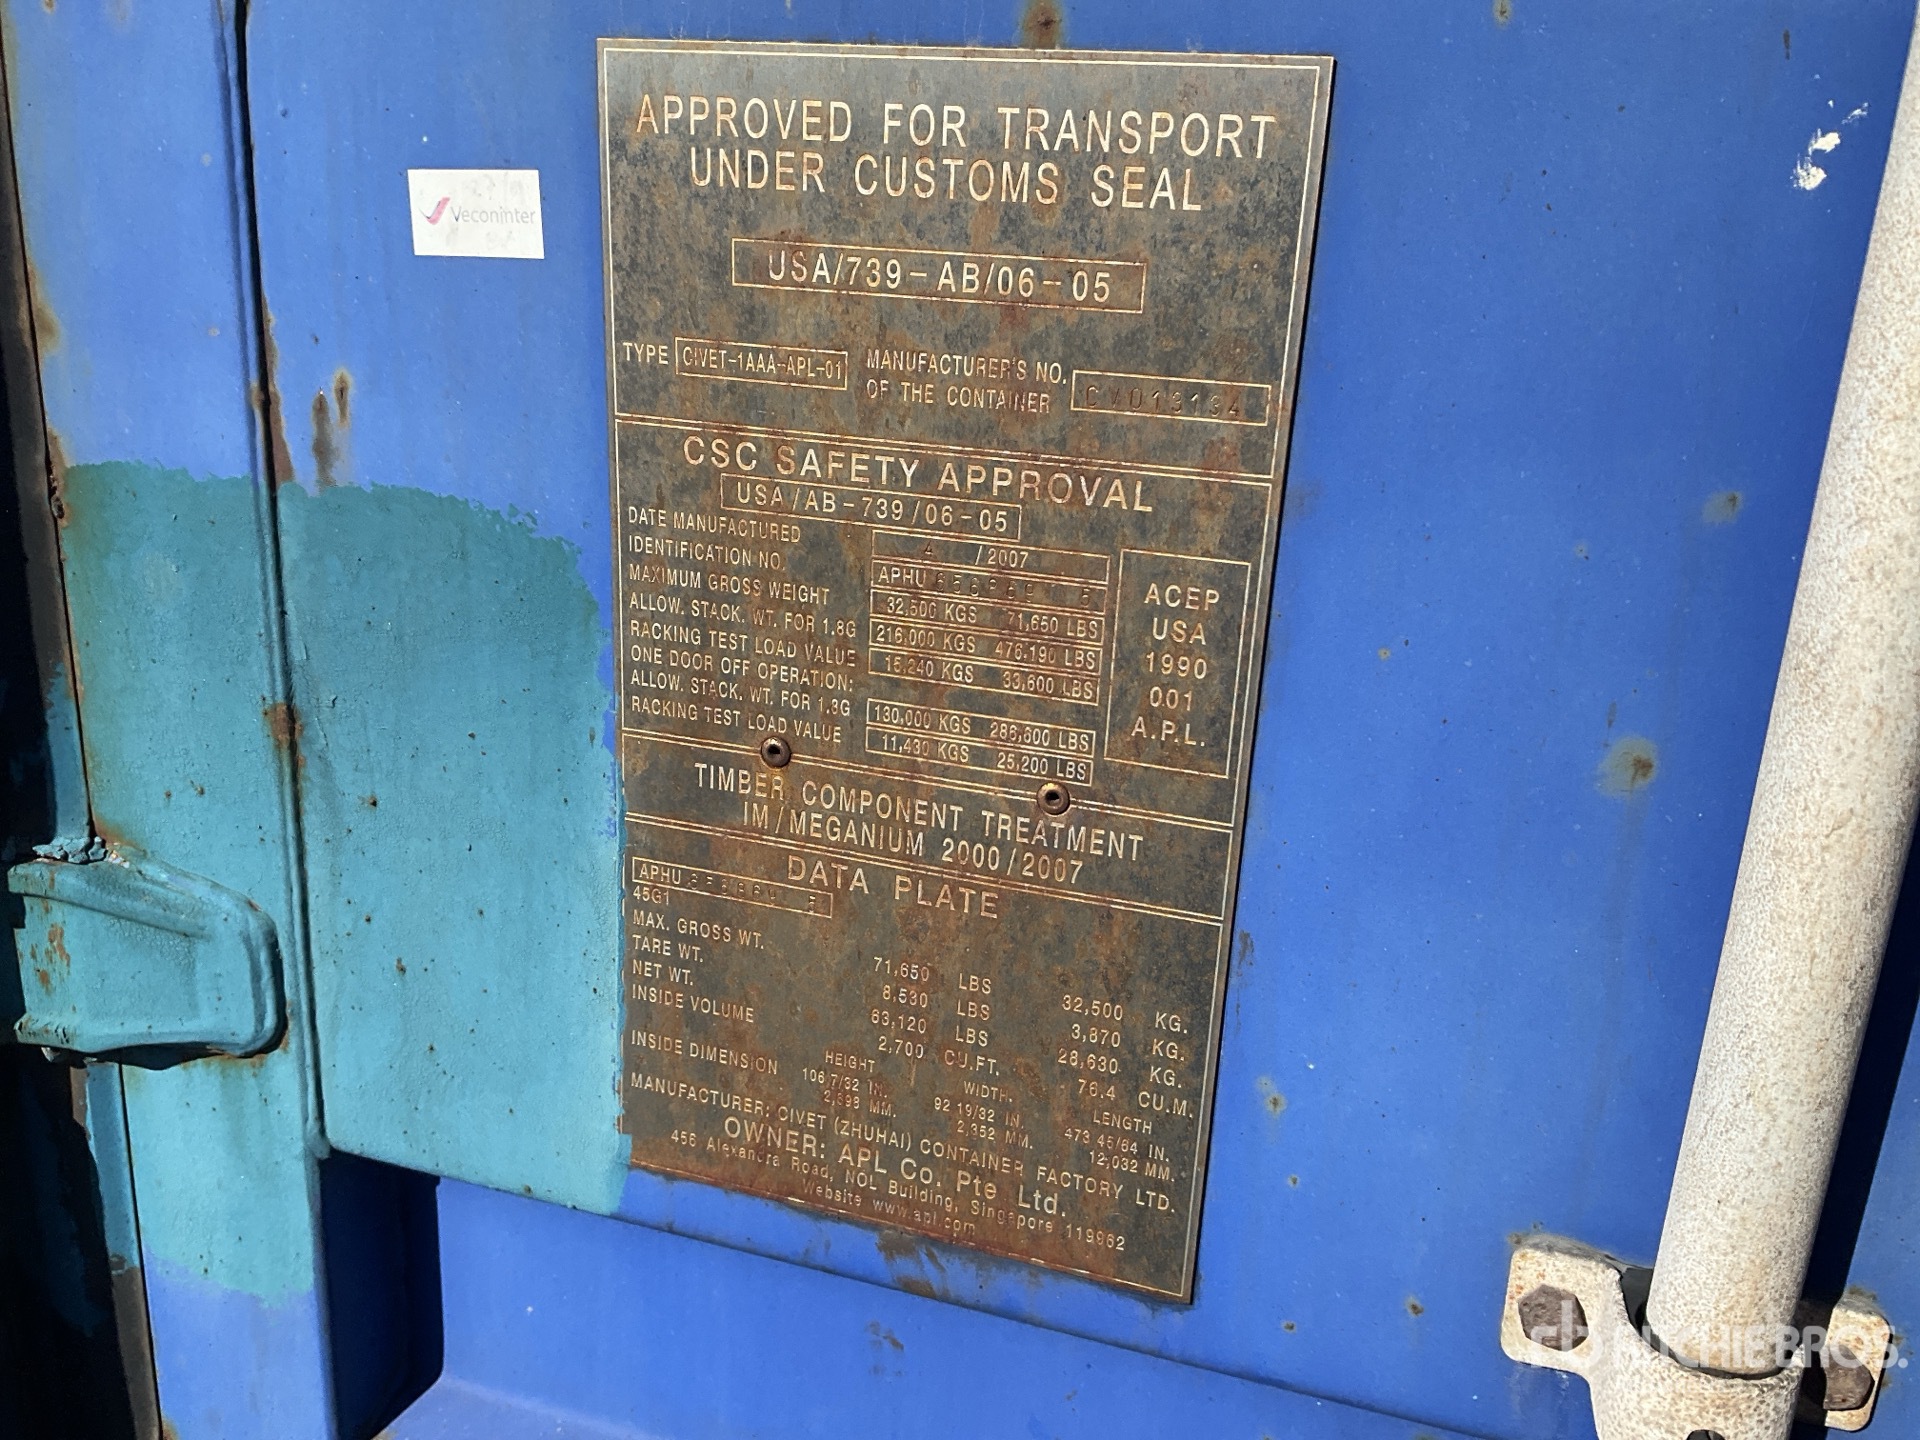 APPROVED FOR TRANSPORT
UNDER CUSTOMS SEAL
Veconinter
USA/739-AB/06-05
TYPE CIVET-1AAA-APL-01 MANUFACTURER'S NO.
OF THE CONTAINER CV013134
CSC SAFETY APPROVAL
USA/AB-739/06-05
DATE MANUFACTURED 4 /2007
IDENTIFICATION NO. APHU
MAXIMUM GROSS WEIGHT 32,500 KGS 71,650 LBS
ALLOW. STACK. WT. FOR 1.8G 216,000 KGS 476,190 LBS
RACKING TEST LOAD VALUE 15,240 KGS 33,600 LBS
ONE DOOR OFF OPERATION:
ALLOW. STACK. WT. FOR 1.8G 130,000 KGS 286,600 LBS
RACKING TEST LOAD VALUE 11,430 KGS 25,200 LBS
ACEP
USA
1990
001
A.P.L.
TIMBER COMPONENT TREATMENT
IM/MEGANIUM 2000/2007
DATA PLATE
APHU
45G1
MAX. GROSS WT. 71,650 LBS 32,500 KG.
TARE WT. 8,530 LBS 3,870 KG.
NET WT. 63,120 LBS 28,630 KG.
INSIDE VOLUME 2,700 CU.FT. 76.4 CU.M.
HEIGHT WIDTH. LENGTH
INSIDE DIMENSION 106 7/32 IN. 92 19/32 IN. 473 45/64 IN.
2,698 MM. 2,352 MM. 12,032 MM.
MANUFACTURER: CIVET (ZHUHAI) CONTAINER FACTORY LTD.
OWNER: APL Co. Pte Ltd.
456 Alexandra Road, NOL Building, Singapore 119962
Website www.apl.com
rb RITCHIE BROS.